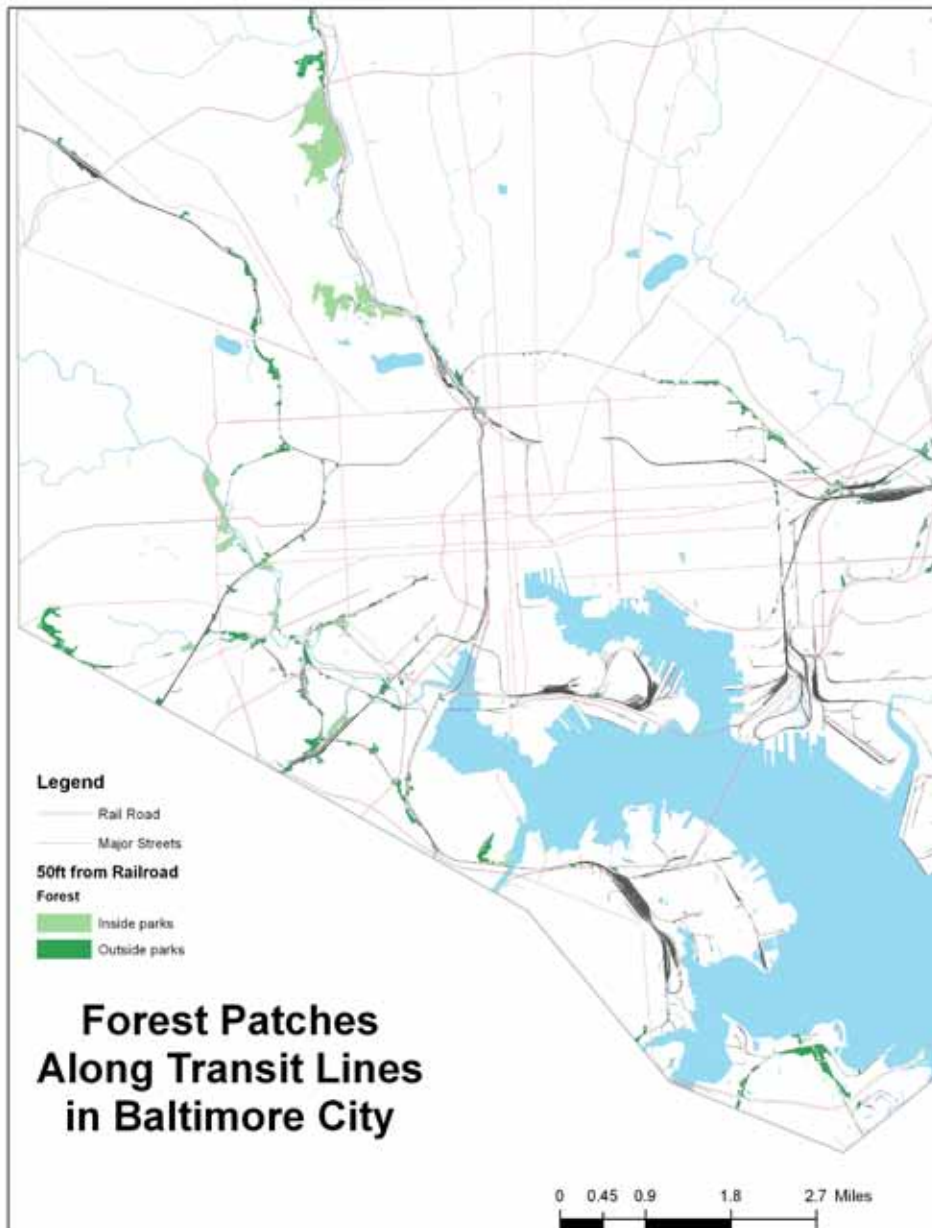 Legend
Rail Road
Major Streets
50ft from Railroad
Forest
Inside parks
Outside parks
Forest Patches
Along Transit Lines
in Baltimore City
0 0.45 0.9 1.8 2.7 Miles